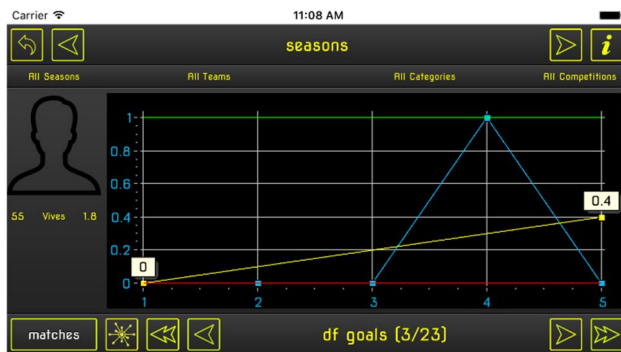 Carrier 11:08 AM
seasons
i
All Seasons All Teams All Categories All Competitions
1
0.8
0.6
0.4
0.2
0
0.4
0
55 Vives 1.8
1 2 3 4 5
matches df goals (3/23)